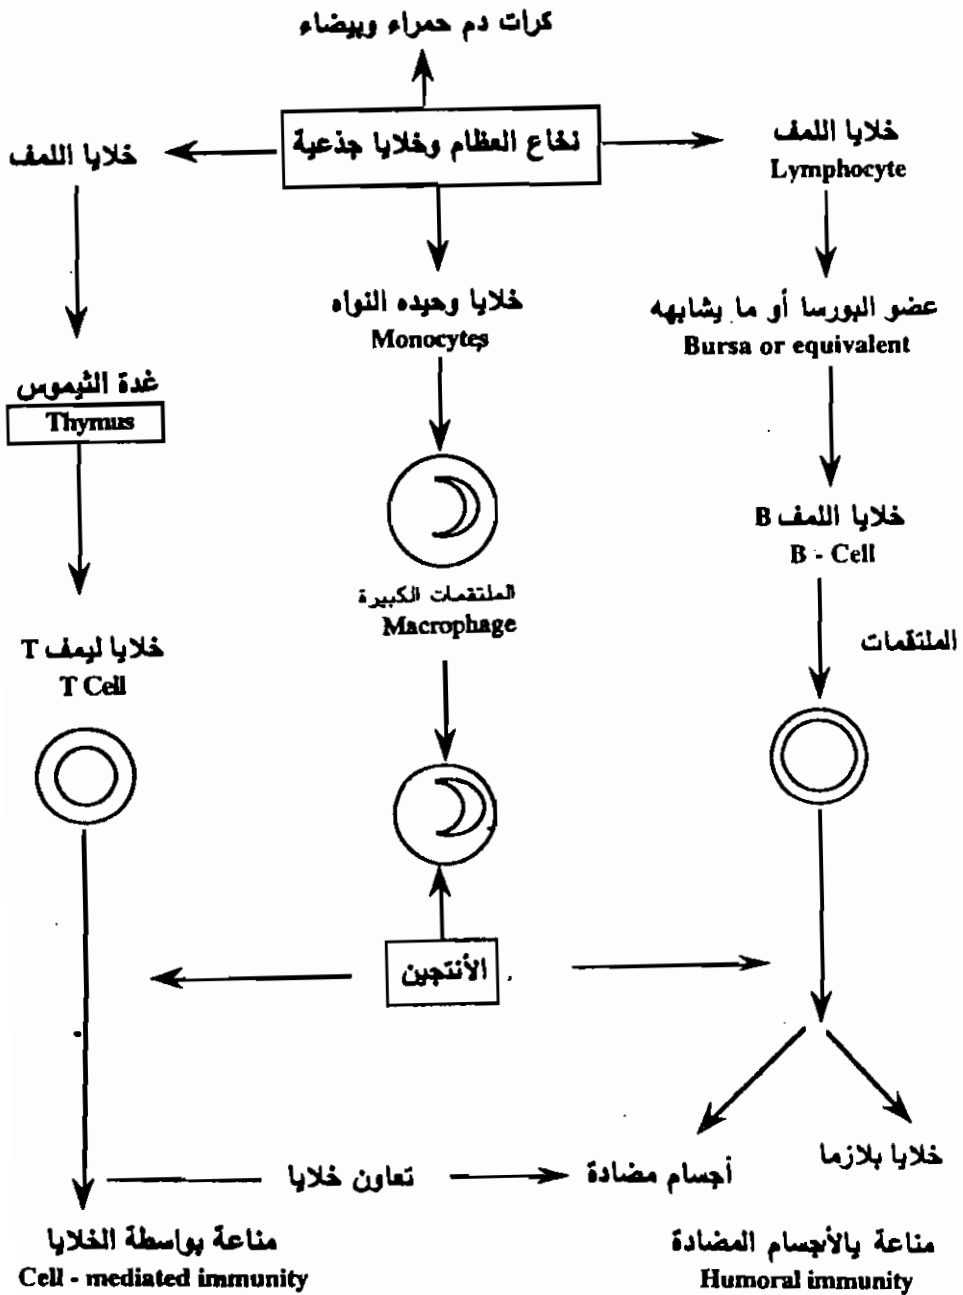 كرات دم حمراء وبيضاء
نخاع العظام وخلايا جذعية
خلايا اللمف
Lymphocyte
خلايا اللمف
عضو البورسا أو ما يشابهه
Bursa or equivalent
خلايا وحيده النواه
Monocytes
غدة الثيموس
Thymus
خلايا اللمف B
B - Cell
الملتقمات
الملتقمات الكبيرة
Macrophage
خلايا ليمف T
T Cell
الأنتجين
خلايا بلازما
أجسام مضادة
تعاون خلايا
مناعة بالأجسام المضادة
Humoral immunity
مناعة بواسطة الخلايا
Cell - mediated immunity